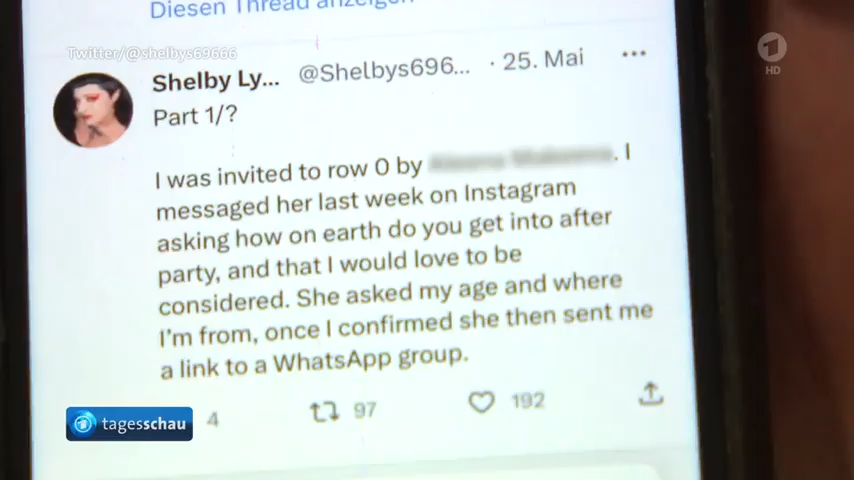 Diesen Thread anzeigen
Twitter/@shelbys69666
1
HD
Shelby Ly... @Shelbys696... · 25. Mai
Part 1/?
I was invited to row 0 by . I
messaged her last week on Instagram
asking how on earth do you get into after
party, and that I would love to be
considered. She asked my age and where
I'm from, once I confirmed she then sent me
a link to a WhatsApp group.
4 97 192
tagesschau